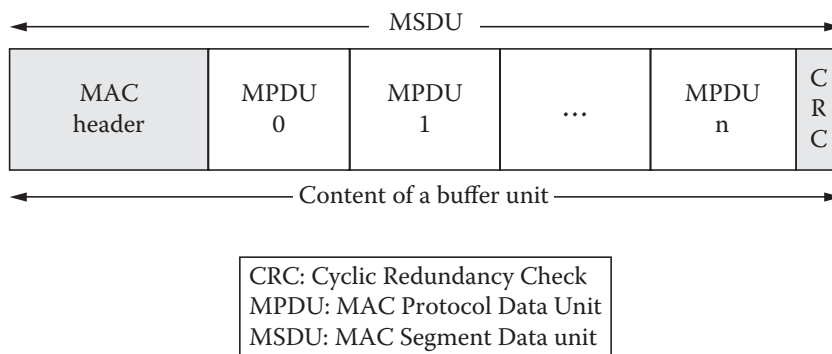 MSDU
MAC
header
MPDU
0
MPDU
1
...
MPDU
n
C
R
C
Content of a buffer unit
CRC: Cyclic Redundancy Check
MPDU: MAC Protocol Data Unit
MSDU: MAC Segment Data unit